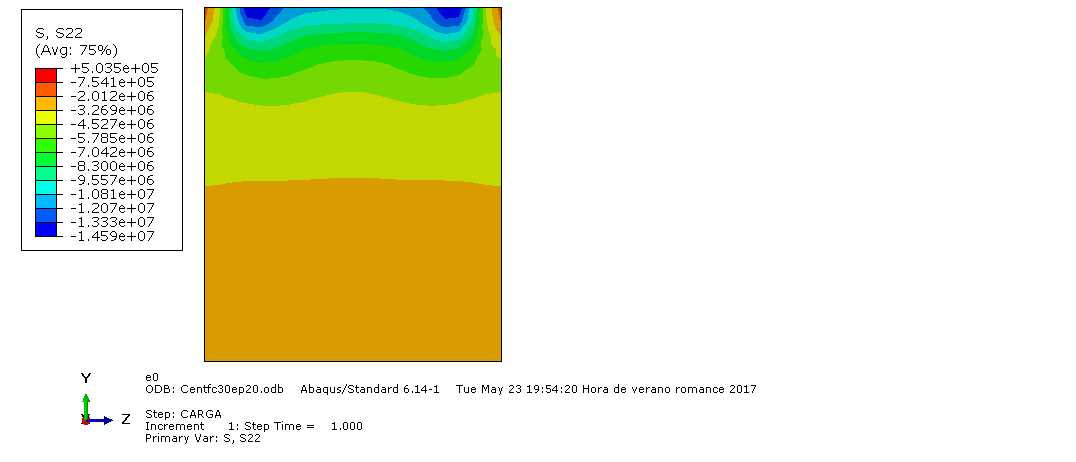 S, S22
(Avg: 75%)
+5.035e+05
-7.541e+05
-2.012e+06
-3.269e+06
-4.527e+06
-5.785e+06
-7.042e+06
-8.300e+06
-9.557e+06
-1.081e+07
-1.207e+07
-1.333e+07
-1.459e+07
Y
Z
e0
ODB: Centfc30ep20.odb Abaqus/Standard 6.14-1 Tue May 23 19:54:20 Hora de verano romance 2017
Step: CARGA
Increment 1: Step Time = 1.000
Primary Var: S, S22